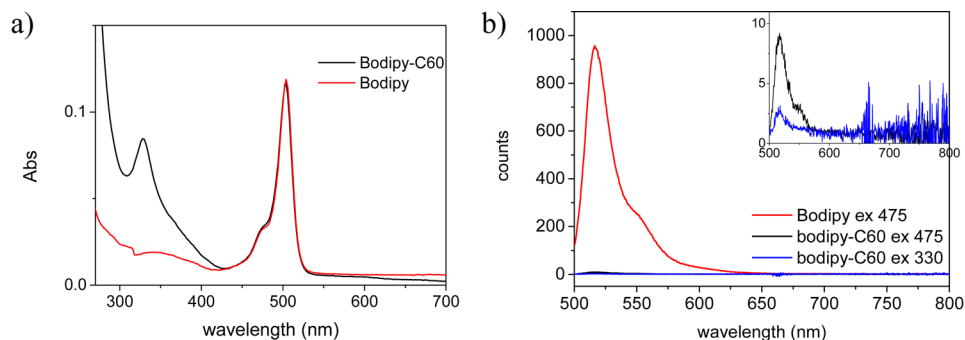 a)
Abs
0.1
0.0
300
400
500
600
700
wavelength (nm)
Bodipy-C60
Bodipy
b)
counts
1000
800
600
400
200
0
500
550
600
650
700
750
800
wavelength (nm)
10
5
0
500
600
700
800
Bodipy ex 475
bodipy-C60 ex 475
bodipy-C60 ex 330